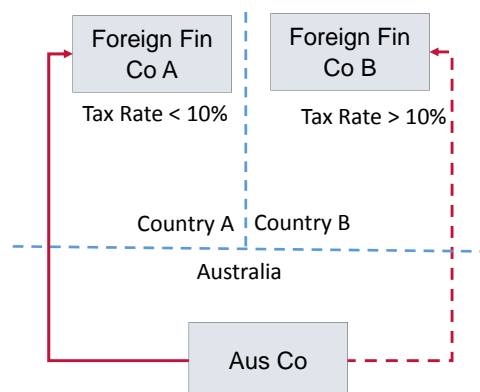 Foreign Fin
Co A
Foreign Fin
Co B
Tax Rate < 10%
Tax Rate > 10%
Country A
Country B
Australia
Aus Co